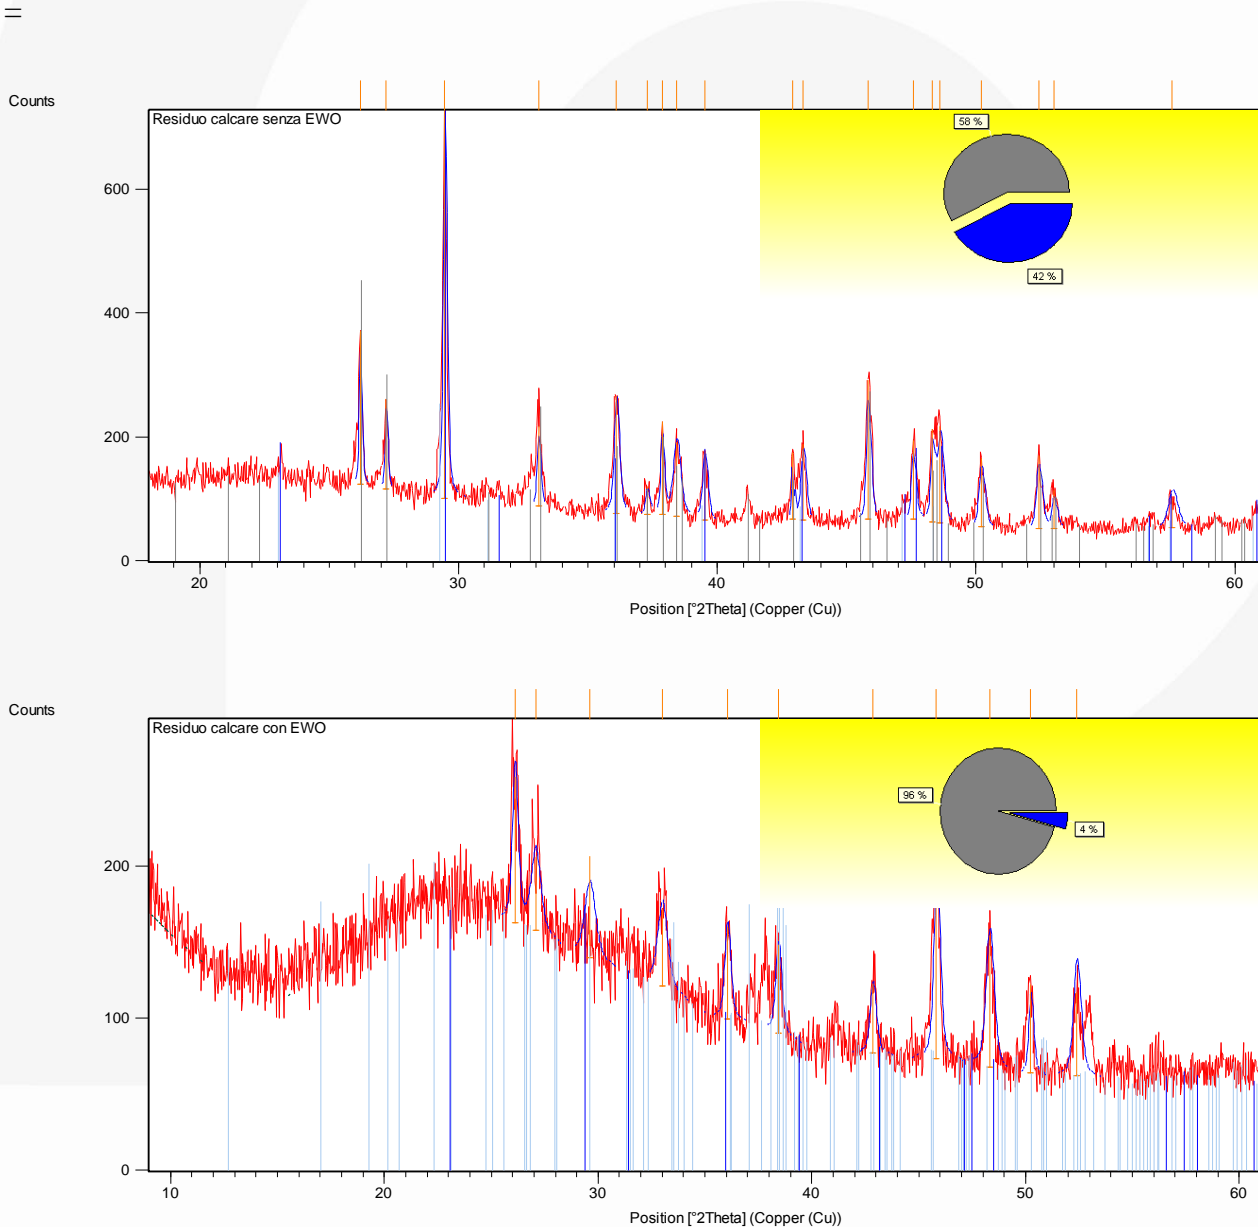 Counts
Residuo calcare senza EWO
58 %
600
42 %
400
200
0
20 30 40 50 60
Position [°2Theta] (Copper (Cu))
Counts
Residuo calcare con EWO
96 %
4 %
200
100
0
10 20 30 40 50 60
Position [°2Theta] (Copper (Cu))